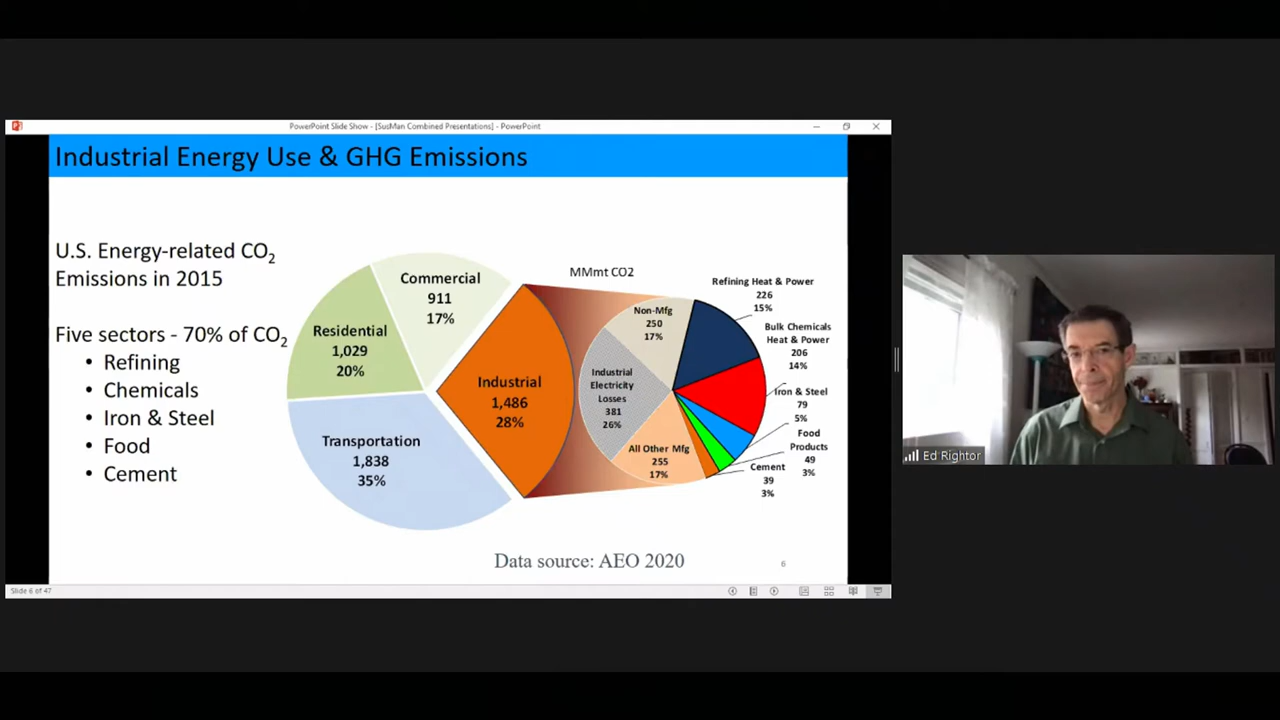 PowerPoint Slide Show - [SusMan Combined Presentations] - PowerPoint
Industrial Energy Use & GHG Emissions
U.S. Energy-related CO2
Emissions in 2015
Five sectors - 70% of CO2
• Refining
• Chemicals
• Iron & Steel
• Food
• Cement
Commercial
911
17%
Residential
1,029
20%
Transportation
1,838
35%
Industrial
1,486
28%
MMmt CO2
Non-Mfg
250
17%
Industrial
Electricity
Losses
381
26%
All Other Mfg
255
17%
Refining Heat & Power
226
15%
Bulk Chemicals
Heat & Power
206
14%
Iron & Steel
79
5%
Food
Products
49
3%
Cement
39
3%
Data source: AEO 2020
6
Slide 6 of 47
Ed Rightor